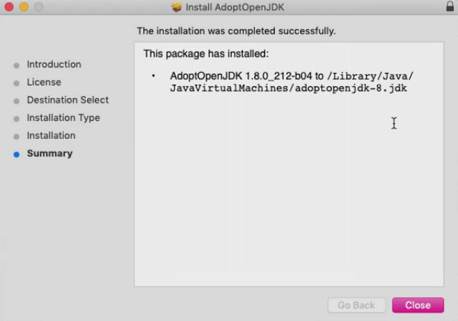 Install AdoptOpenJDK
The installation was completed successfully.
This package has installed:
• AdoptOpenJDK 1.8.0_212-b04 to /Library/Java/
JavaVirtualMachines/adoptopenjdk-8.jdk
Introduction
License
Destination Select
Installation Type
Installation
Summary
Go Back
Close